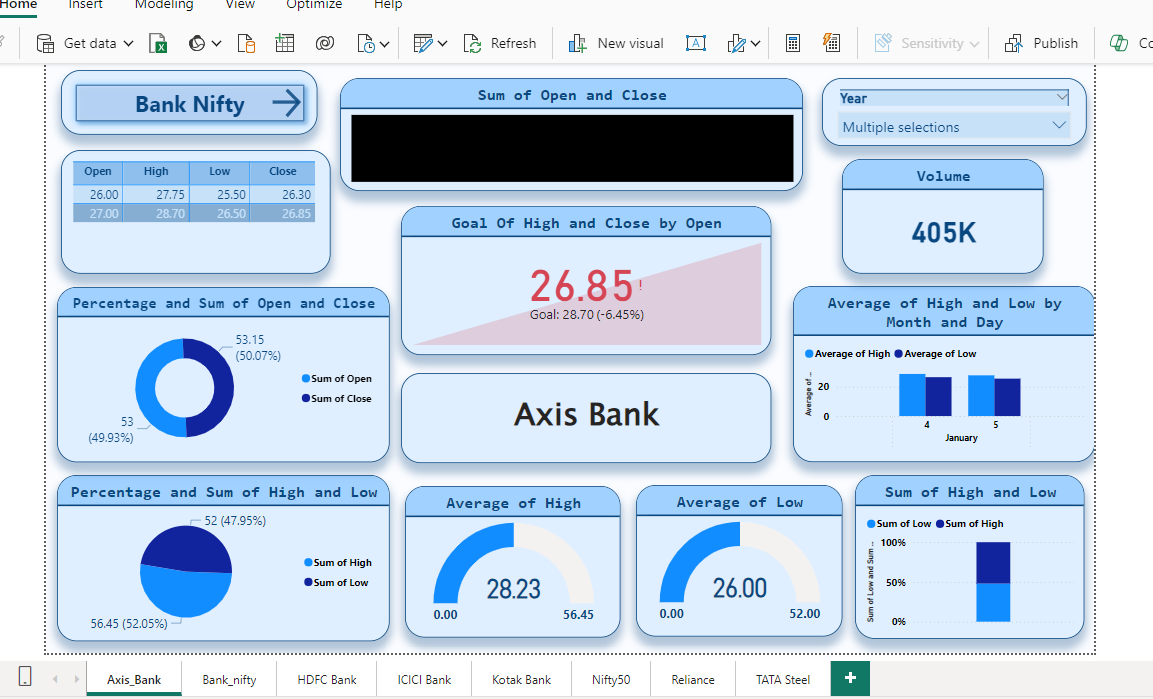 Home Insert Modeling View Optimize Help
Get data Refresh New visual Sensitivity Publish
Bank Nifty
Sum of Open and Close
Year
Multiple selections
Open High Low Close
26.00 27.75 25.50 26.30
27.00 28.70 26.50 26.85
Goal Of High and Close by Open
26.85!
Goal: 28.70 (-6.45%)
Volume
405K
Percentage and Sum of Open and Close
53.15
(50.07%)
53
(49.93%)
Sum of Open
Sum of Close
Axis Bank
Average of High and Low by
Month and Day
Average of High Average of Low
Average of ...
20
0
4 5
January
Percentage and Sum of High and Low
52 (47.95%)
56.45 (52.05%)
Sum of High
Sum of Low
Average of High
28.23
0.00 56.45
Average of Low
26.00
0.00 52.00
Sum of High and Low
Sum of Low Sum of High
Sum of Low and Sum ...
100%
50%
0%
Axis_Bank Bank_nifty HDFC Bank ICICI Bank Kotak Bank Nifty50 Reliance TATA Steel +